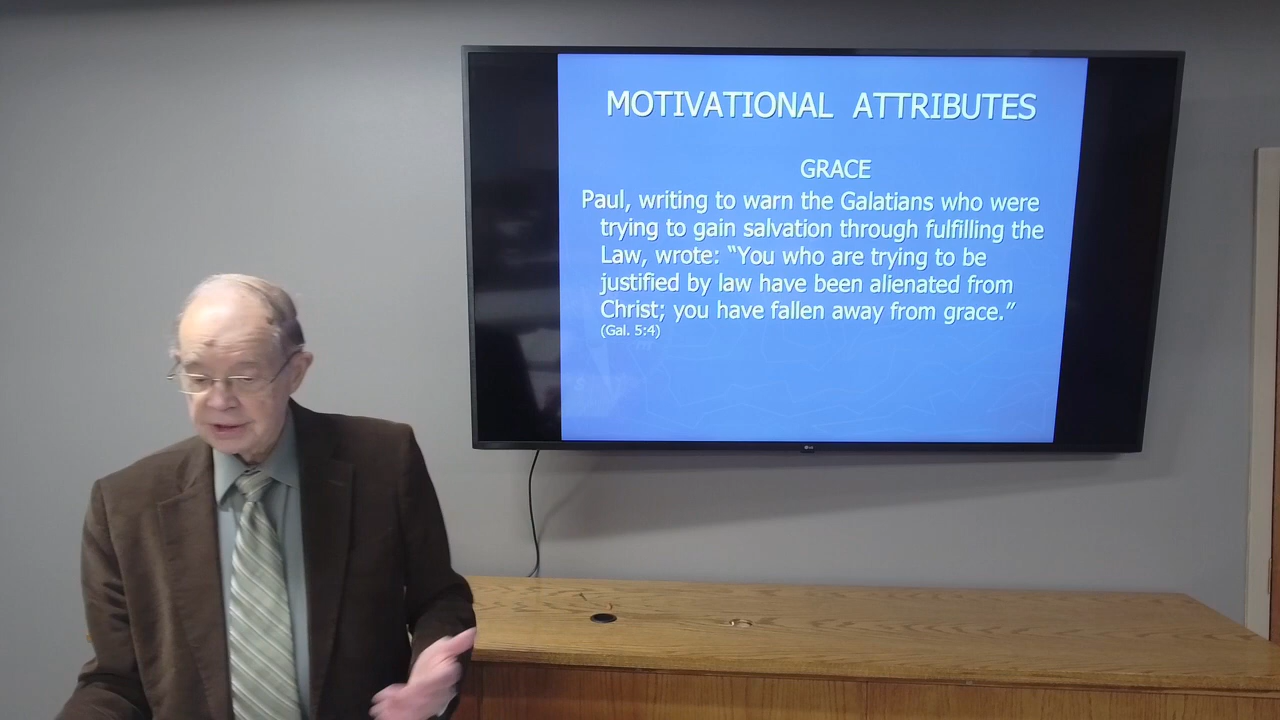 MOTIVATIONAL ATTRIBUTES
GRACE
Paul, writing to warn the Galatians who were
trying to gain salvation through fulfilling the
Law, wrote: “You who are trying to be
justified by law have been alienated from
Christ; you have fallen away from grace.”
(Gal. 5:4)
LG